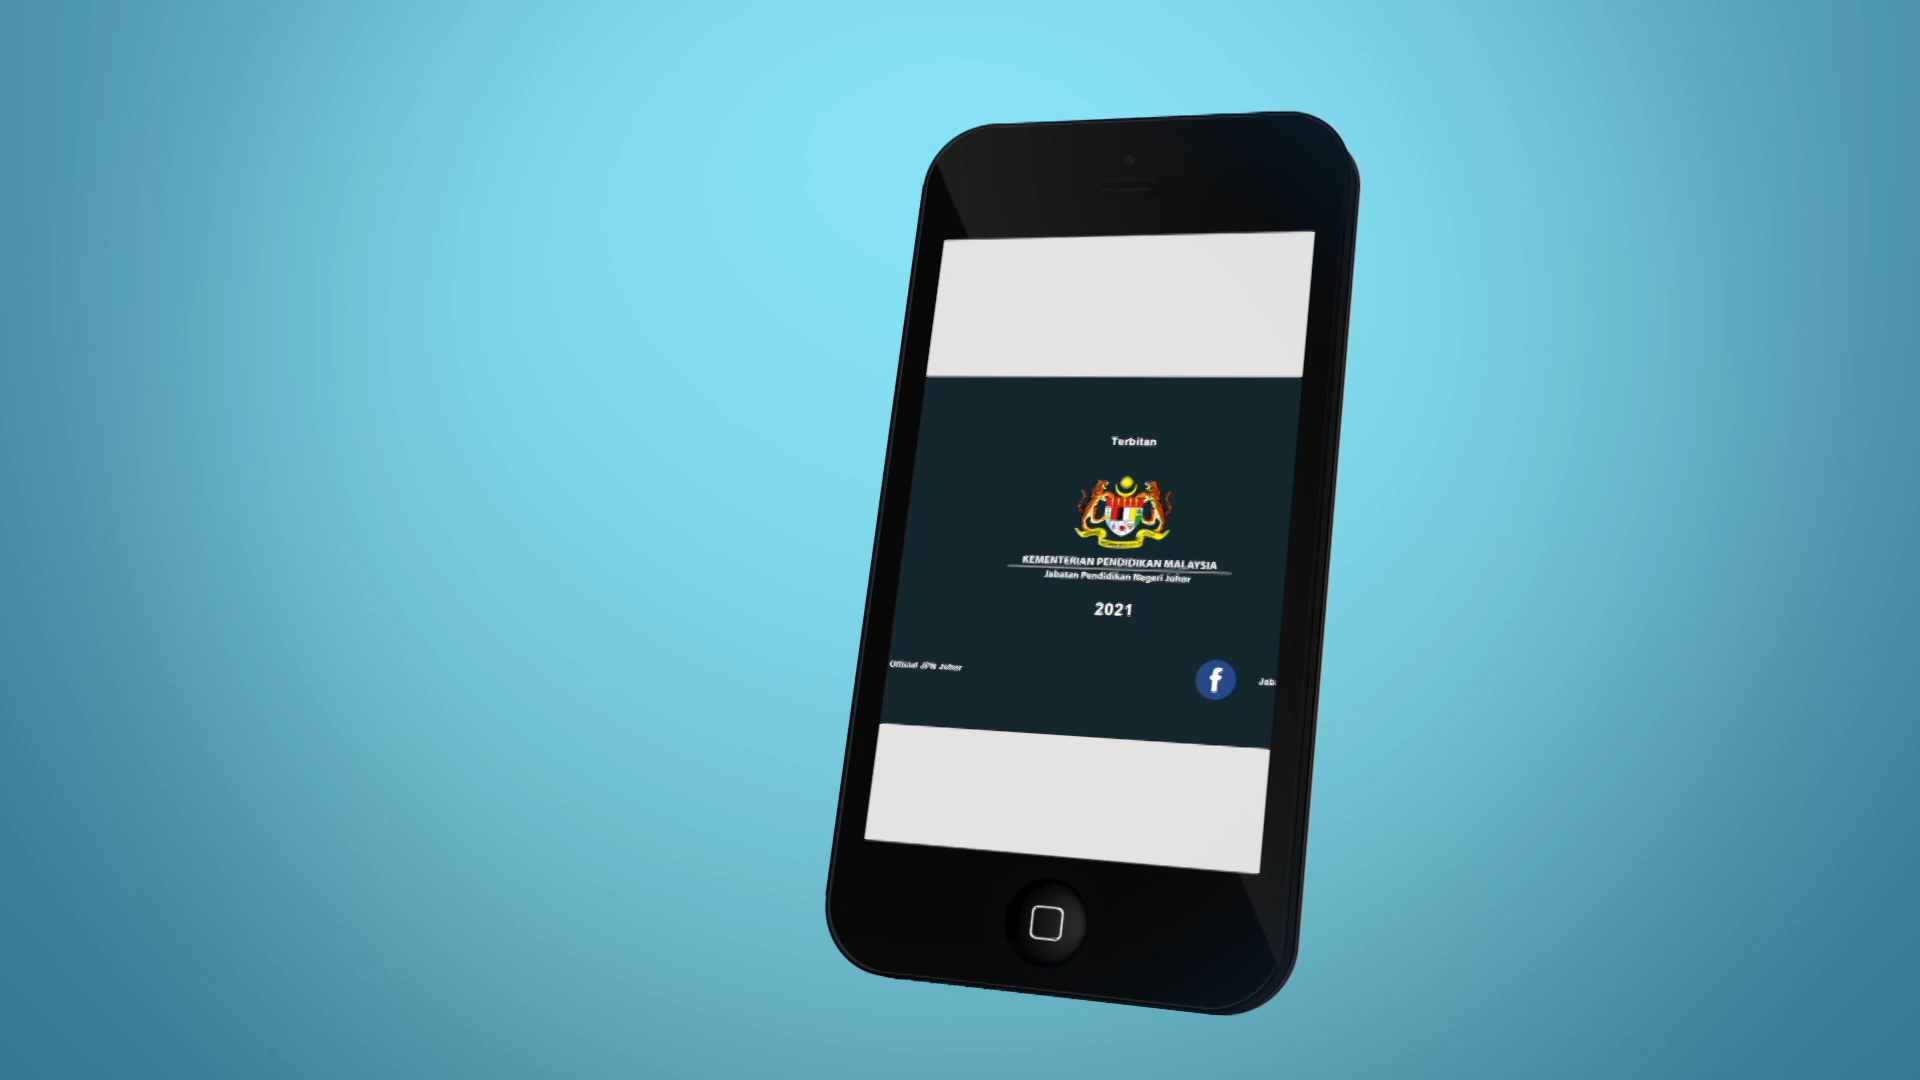 Terbitan
KEMENTERIAN PENDIDIKAN MALAYSIA
Jabatan Pendidikan Negeri Johor
2021
Official JPN Johor
f